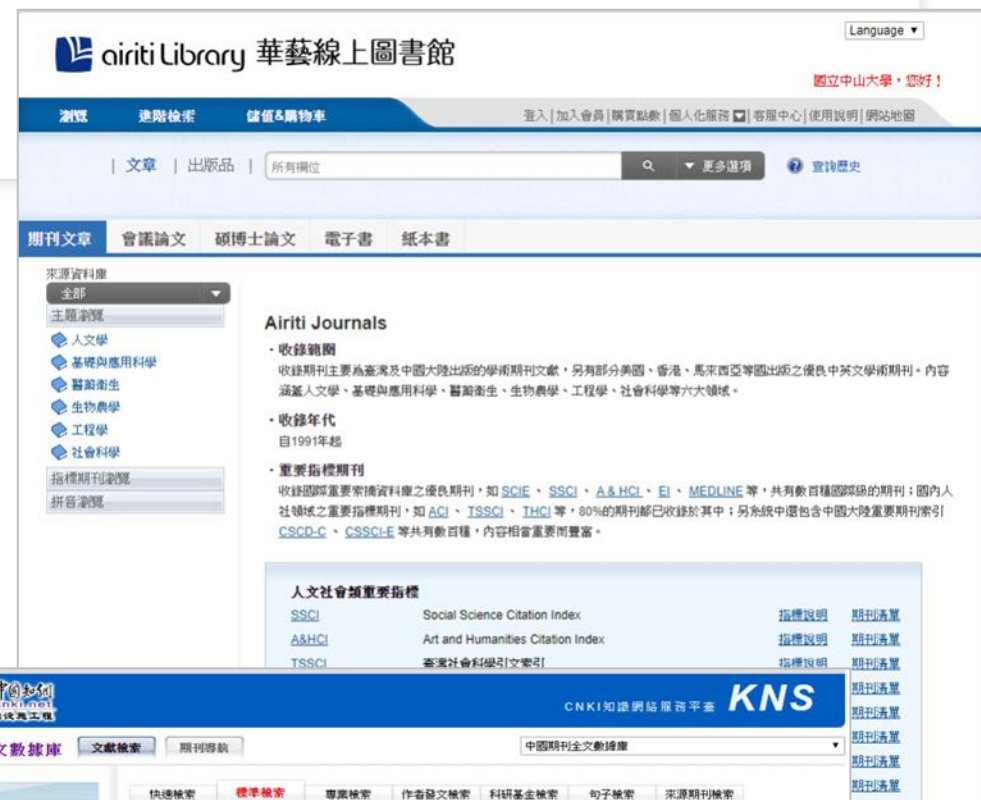 Language ▼
airiti Library 華藝線上圖書館
國立中山大學，您好！
瀏覽 進階檢索 儲值&購物車 登入|加入會員|購買點數|個人化服務|客服中心|使用說明|網站地圖
| 文章 | 出版品 | 所有欄位 ▼ 更多選項 查詢歷史
期刊文章 會議論文 碩博士論文 電子書 紙本書
來源資料庫
全部
主題瀏覽
人文學
基礎與應用科學
醫藥衛生
生物農學
工程學
社會科學
指標期刊瀏覽
拼音瀏覽
Airiti Journals
・收錄範圍
收錄期刊主要為臺灣及中國大陸出版的學術期刊文獻，另有部分美國、香港、馬來西亞等國出版之優良中英文學術期刊。內容
涵蓋人文學、基礎與應用科學、醫藥衛生、生物農學、工程學、社會科學等六大領域。
・收錄年代
自1991年起
・重要指標期刊
收錄國際重要索摘資料庫之優良期刊，如 SCIE 、 SSCI 、 A& HCI 、 EI 、 MEDLINE 等，共有數百種國際級的期刊；國內人
社領域之重要指標期刊，如 ACI 、 TSSCI 、 THCI 等，80%的期刊都已收錄於其中；另系統中還包含中國大陸重要期刊索引
CSCD-C 、 CSSCI-E 等共有數百種，內容相當重要而豐富。
人文社會類重要指標
SSCI Social Science Citation Index 指標說明 期刊清單
A&HCI Art and Humanities Citation Index 指標說明 期刊清單
TSSCI 臺灣社會科學引文索引 指標說明 期刊清單
期刊清單
期刊清單
期刊清單
期刊清單
期刊清單
中国知网
cnki.net
设施工程
CNKI知識網絡服務平臺 KNS
文數據庫 文獻檢索 期刊導航 中國期刊全文數據庫
快速檢索 標準檢索 專業檢索 作者發文檢索 科研基金檢索 句子檢索 來源期刊檢索